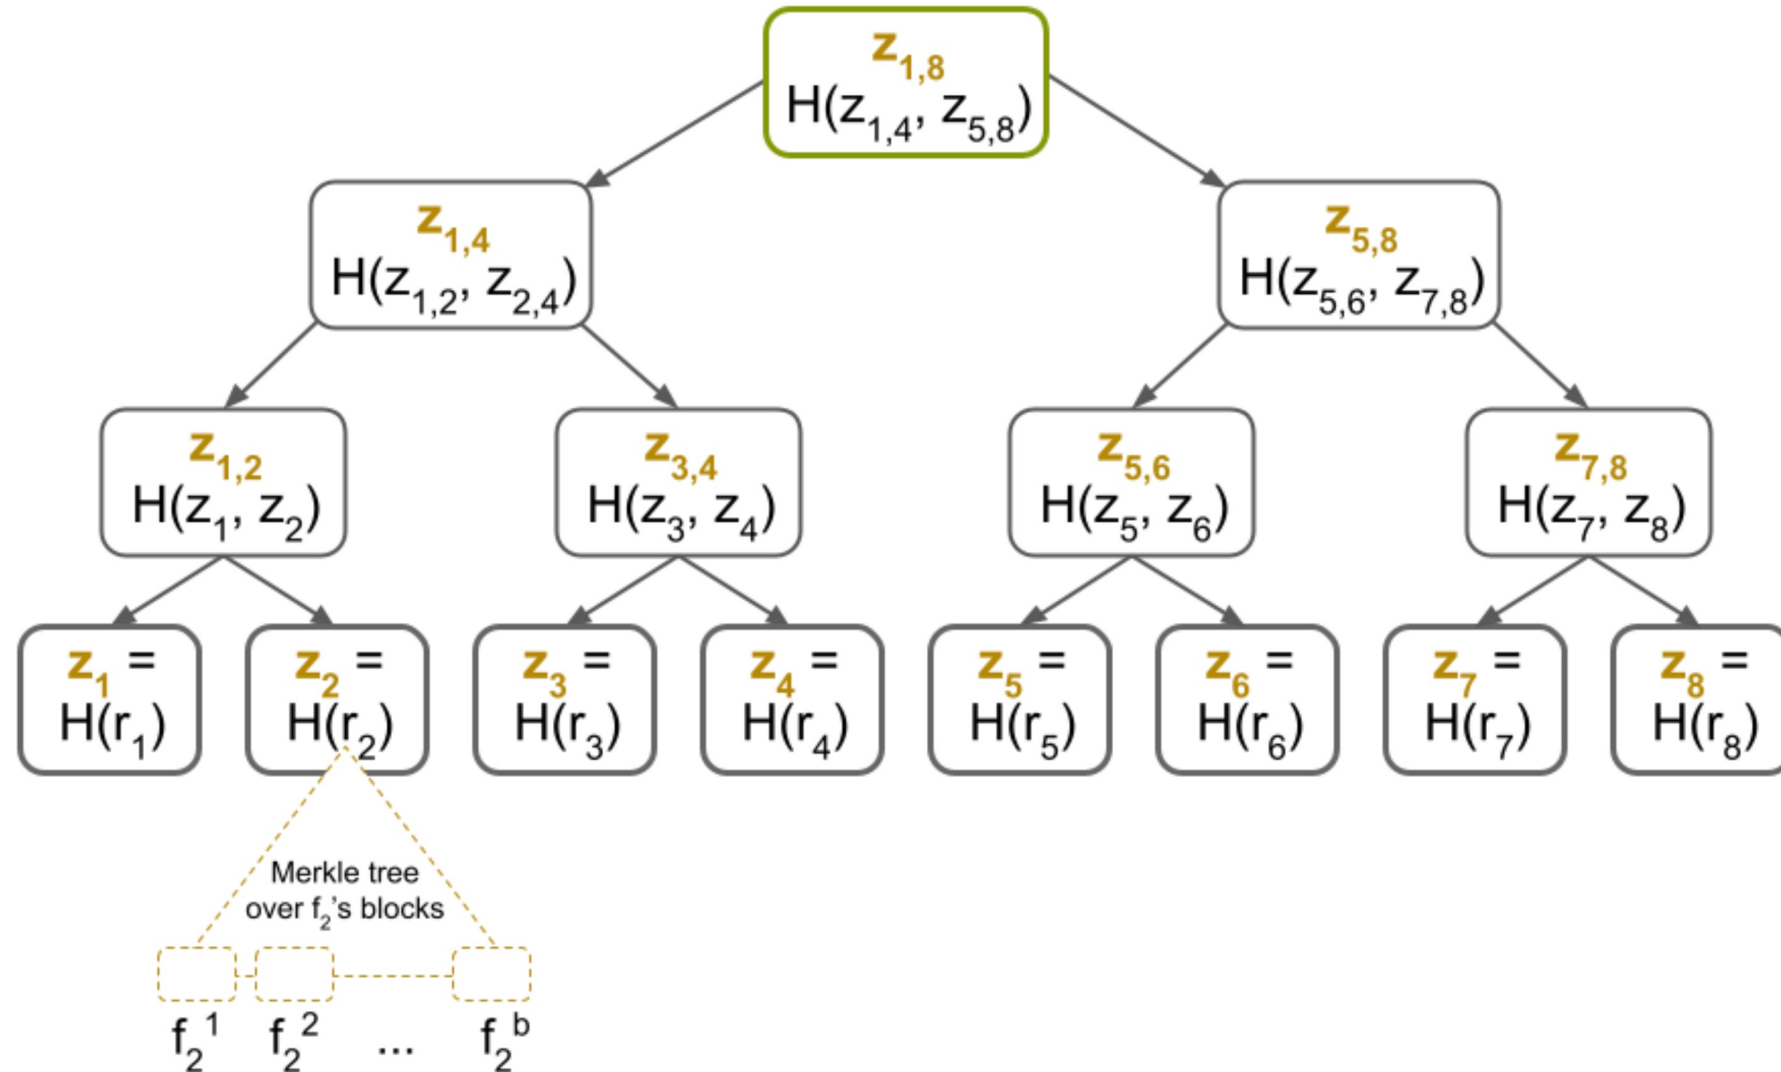 z1,8
H(z1,4, z5,8)
z1,4
H(z1,2, z2,4)
z5,8
H(z5,6, z7,8)
z1,2
H(z1, z2)
z3,4
H(z3, z4)
z5,6
H(z5, z6)
z7,8
H(z7, z8)
z1 =
H(r1)
z2 =
H(r2)
z3 =
H(r3)
z4 =
H(r4)
z5 =
H(r5)
z6 =
H(r6)
z7 =
H(r7)
z8 =
H(r8)
Merkle tree
over f2's blocks
f2^1 f2^2 ... f2^b